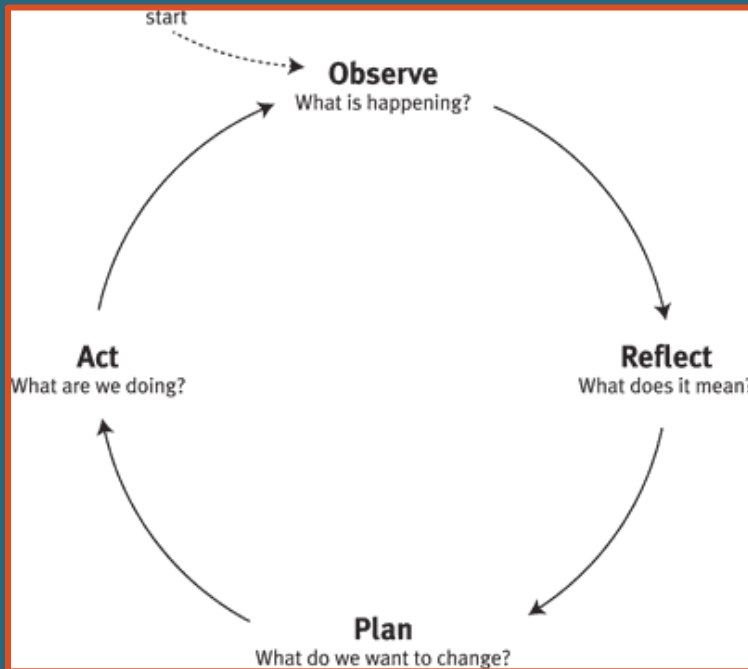 start
Observe
What is happening?
Reflect
What does it mean?
Plan
What do we want to change?
Act
What are we doing?